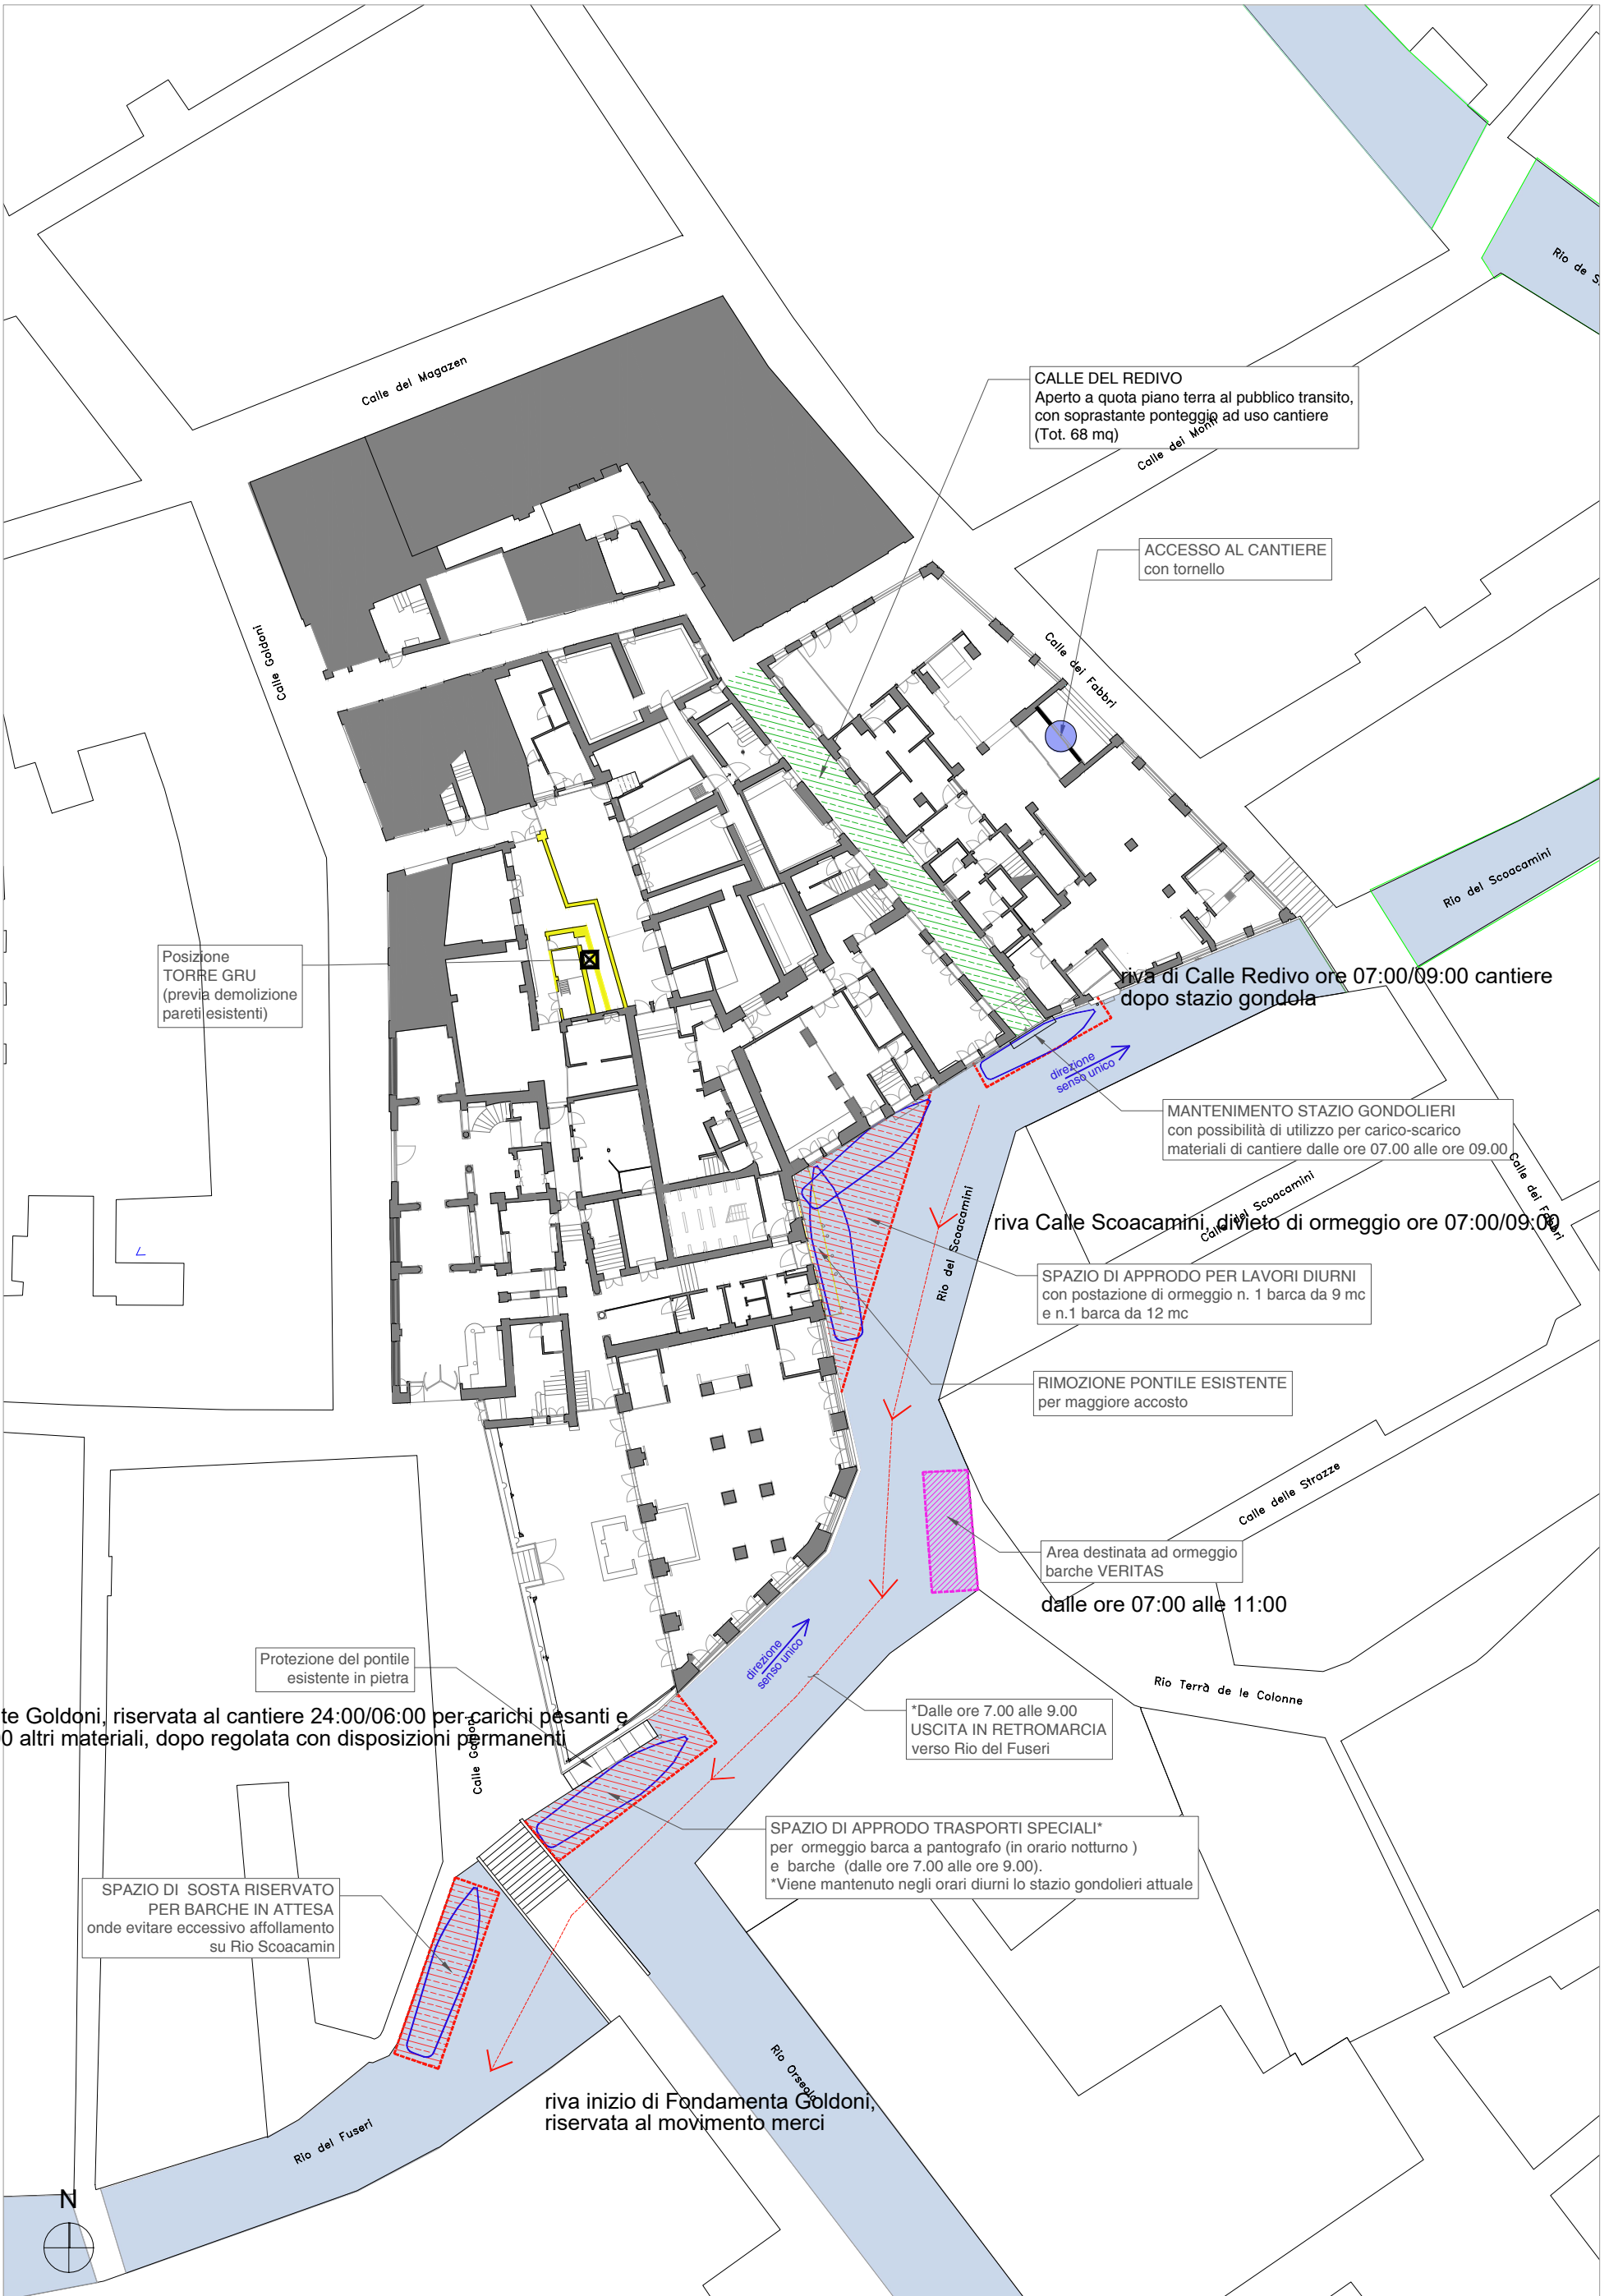 Rio de S.
Calle del Magazen
CALLE DEL REDIVO
Aperto a quota piano terra al pubblico transito,
con soprastante ponteggio ad uso cantiere
(Tot. 68 mq)
Calle dei Monti
ACCESSO AL CANTIERE
con tornello
Calle Goldoni
Calle dei Fabbri
Rio del Scoacamini
Posizione
TORRE GRU
(previa demolizione
pareti esistenti)
riva di Calle Redivo ore 07:00/09:00 cantiere
dopo stazio gondola
direzione
senso unico
MANTENIMENTO STAZIO GONDOLIERI
con possibilità di utilizzo per carico-scarico
materiali di cantiere dalle ore 07.00 alle ore 09.00
Calle dei Fabbri
Calle del Scoacamini
riva Calle Scoacamini, divieto di ormeggio ore 07:00/09:00
Rio del Scoacamini
SPAZIO DI APPRODO PER LAVORI DIURNI
con postazione di ormeggio n. 1 barca da 9 mc
e n.1 barca da 12 mc
RIMOZIONE PONTILE ESISTENTE
per maggiore accosto
Calle delle Strazze
Area destinata ad ormeggio
barche VERITAS
dalle ore 07:00 alle 11:00
direzione
senso unico
Protezione del pontile
esistente in pietra
Rio Terrà de le Colonne
te Goldoni, riservata al cantiere 24:00/06:00 per carichi pesanti e
0 altri materiali, dopo regolata con disposizioni permanenti
Calle Goldoni
*Dalle ore 7.00 alle 9.00
USCITA IN RETROMARCIA
verso Rio del Fuseri
SPAZIO DI APPRODO TRASPORTI SPECIALI*
per ormeggio barca a pantografo (in orario notturno )
e barche (dalle ore 7.00 alle ore 9.00).
*Viene mantenuto negli orari diurni lo stazio gondolieri attuale
SPAZIO DI SOSTA RISERVATO
PER BARCHE IN ATTESA
onde evitare eccessivo affollamento
su Rio Scoacamin
Rio Orseolo
riva inizio di Fondamenta Goldoni,
riservata al movimento merci
Rio del Fuseri
N